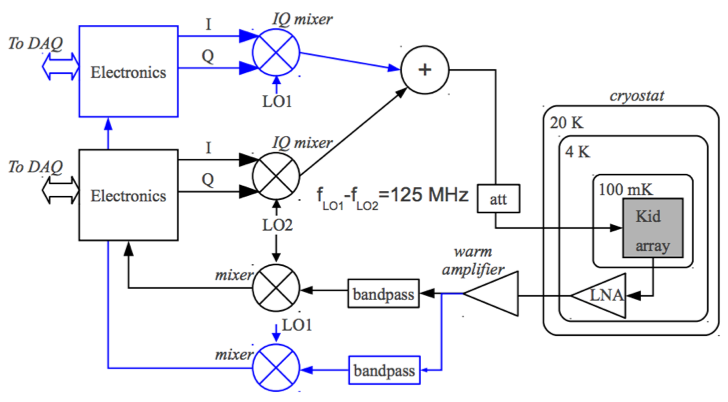 IQ mixer
I
To DAQ
Electronics
Q
+
LO1
cryostat
20 K
IQ mixer
4 K
I
To DAQ
Electronics
Q
f_LO1-f_LO2=125 MHz
100 mK
att
Kid
array
LO2
warm
amplifier
mixer
bandpass
LNA
LO1
mixer
bandpass